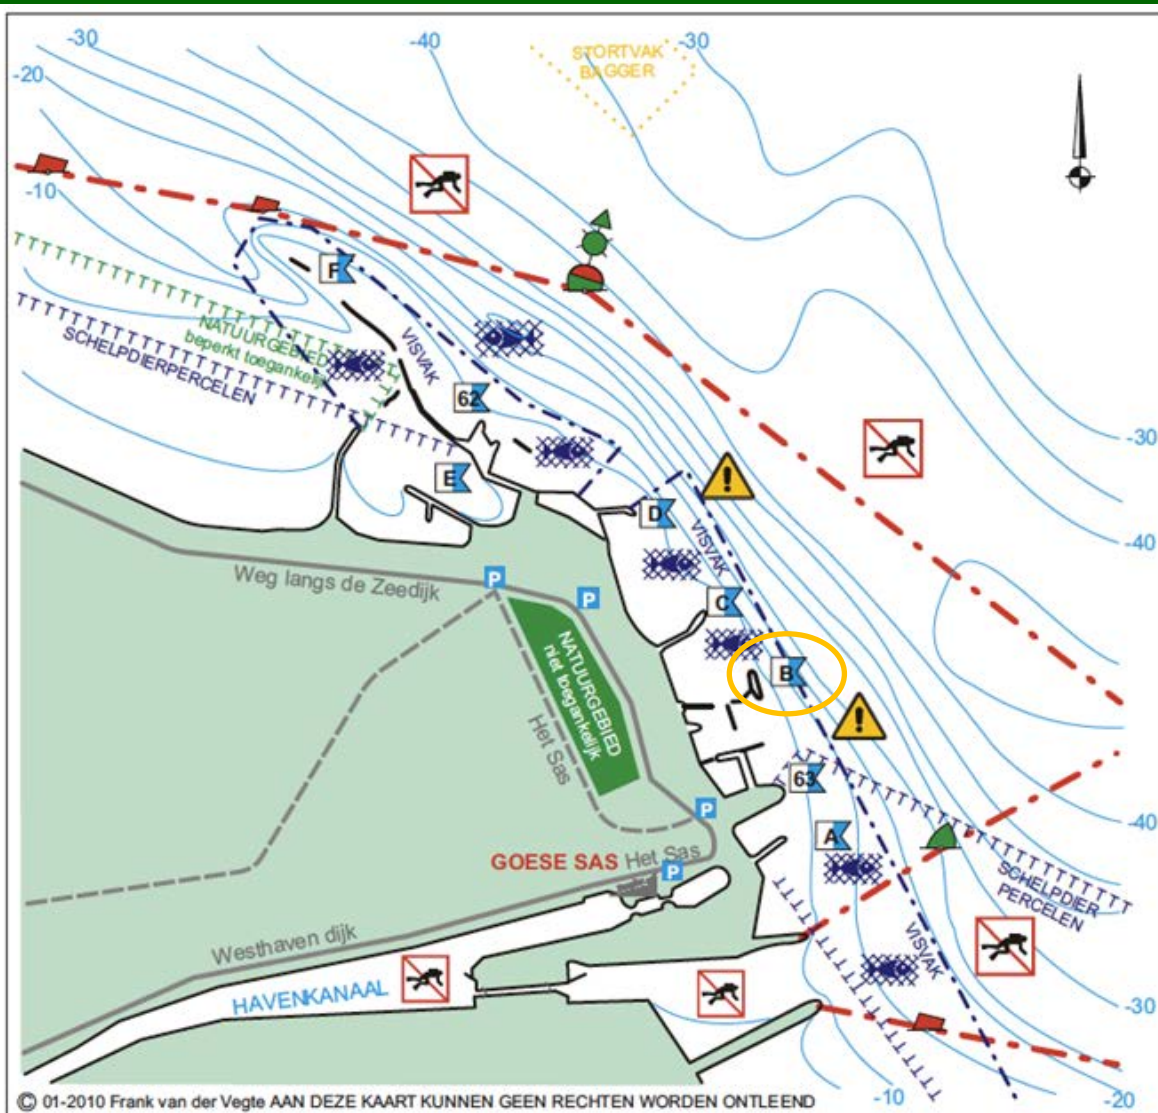 -30
-40
-30
STORTVAK
BAGGER
-20
-10
F
NATUURGEBIED
beperkt toegankelij
SCHELPDIERPERCELEN
VISVAK
62
-30
E
D
VISVAK
-40
Weg langs de Zeedijk
P
P
C
NATUURGEBIED
niet toegankelijk
B
Het Sas
63
P
-40
A
GOESE SAS
Het Sas
P
SCHELPDIER
PERCELEN
Westhaven dijk
VISVAK
HAVENKANAAL
-30
-10
-20
© 01-2010 Frank van der Vegte AAN DEZE KAART KUNNEN GEEN RECHTEN WORDEN ONTLEEND